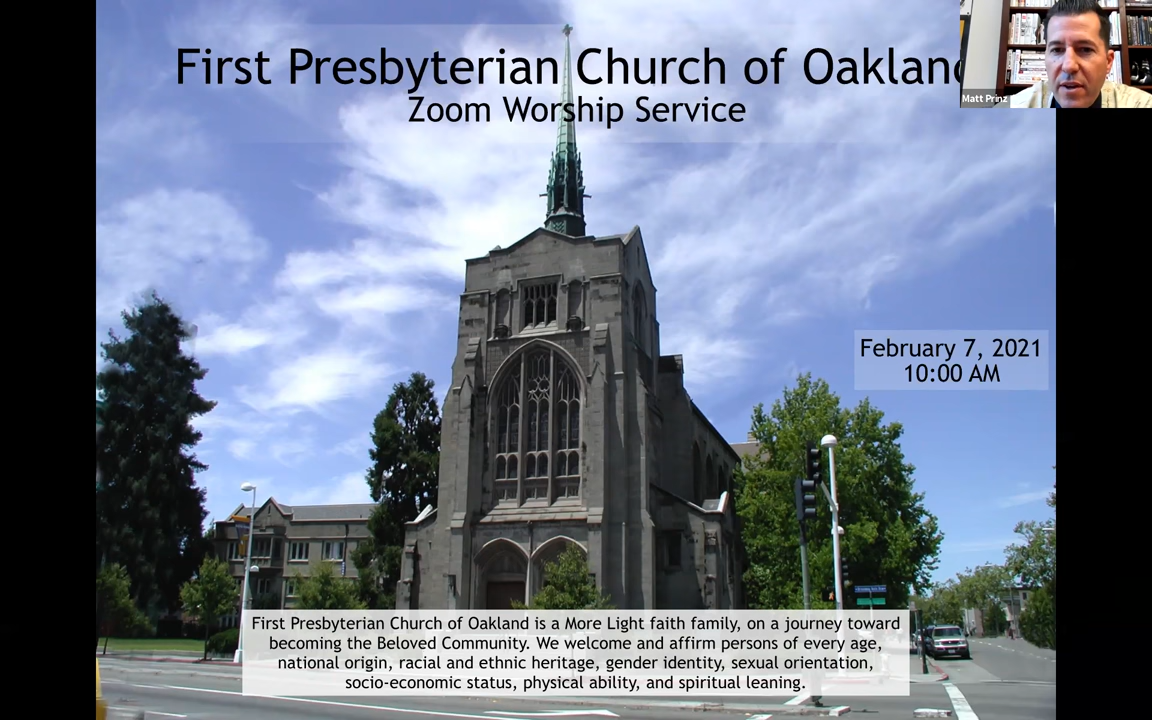 First Presbyterian Church of Oakland
Zoom Worship Service
Matt Prinz
February 7, 2021
10:00 AM
First Presbyterian Church of Oakland is a More Light faith family, on a journey toward
becoming the Beloved Community. We welcome and affirm persons of every age,
national origin, racial and ethnic heritage, gender identity, sexual orientation,
socio-economic status, physical ability, and spiritual leaning.